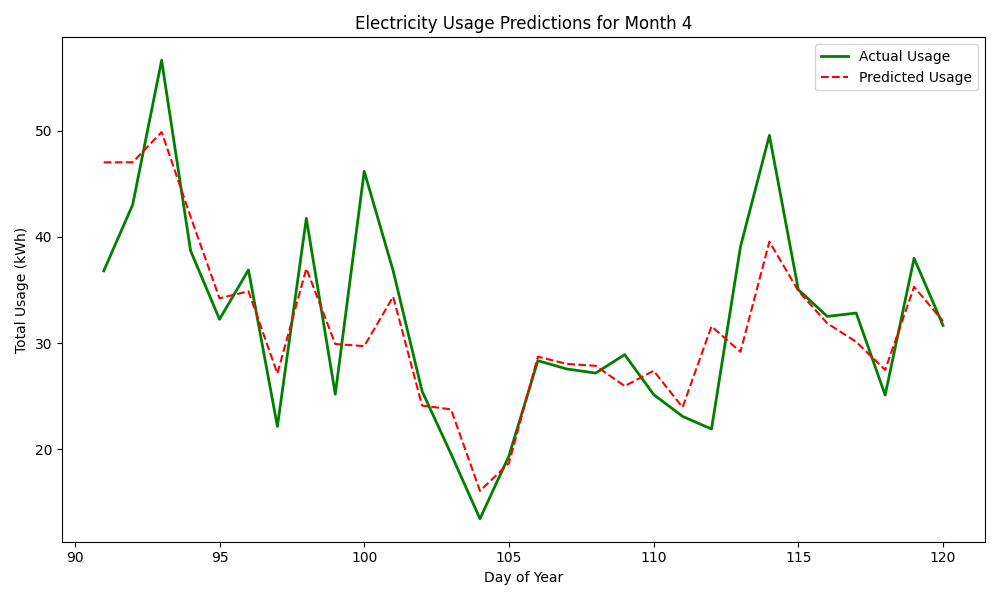 Electricity Usage Predictions for Month 4
Actual Usage
Predicted Usage
Total Usage (kWh)
50
40
30
20
90
95
100
105
110
115
120
Day of Year